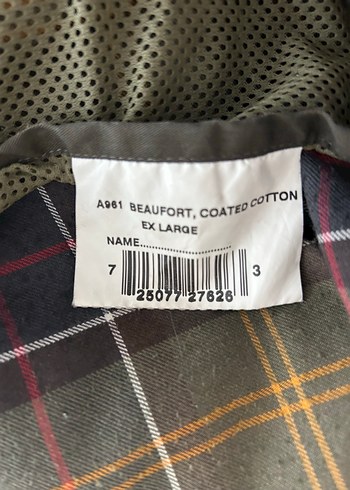 A961 BEAUFORT, COATED COTTON
EX LARGE
NAME..............................
7 25077 27626 3